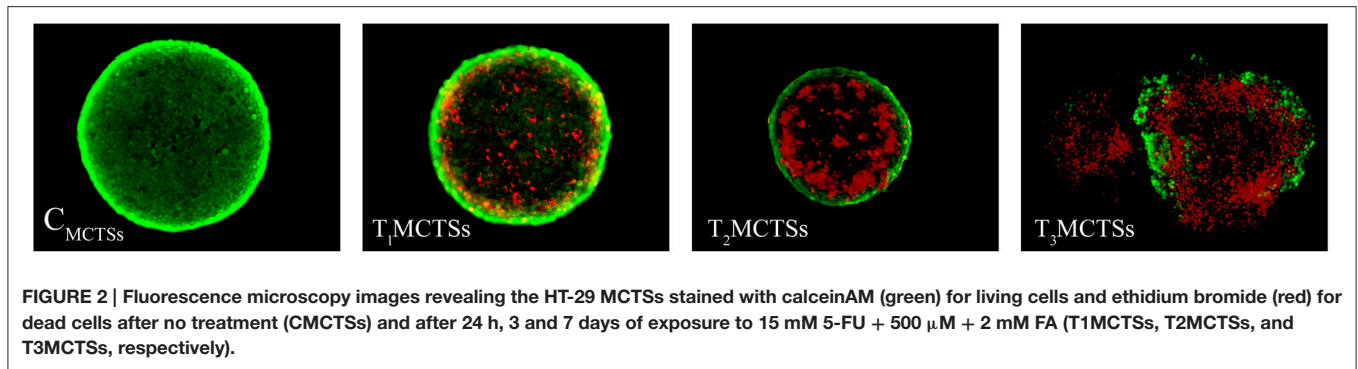 C MCTSs
T1MCTSs
T2MCTSs
T3MCTSs
FIGURE 2 | Fluorescence microscopy images revealing the HT-29 MCTSs stained with calceinAM (green) for living cells and ethidium bromide (red) for
dead cells after no treatment (CMCTSs) and after 24 h, 3 and 7 days of exposure to 15 mM 5-FU + 500 μM + 2 mM FA (T1MCTSs, T2MCTSs, and
T3MCTSs, respectively).